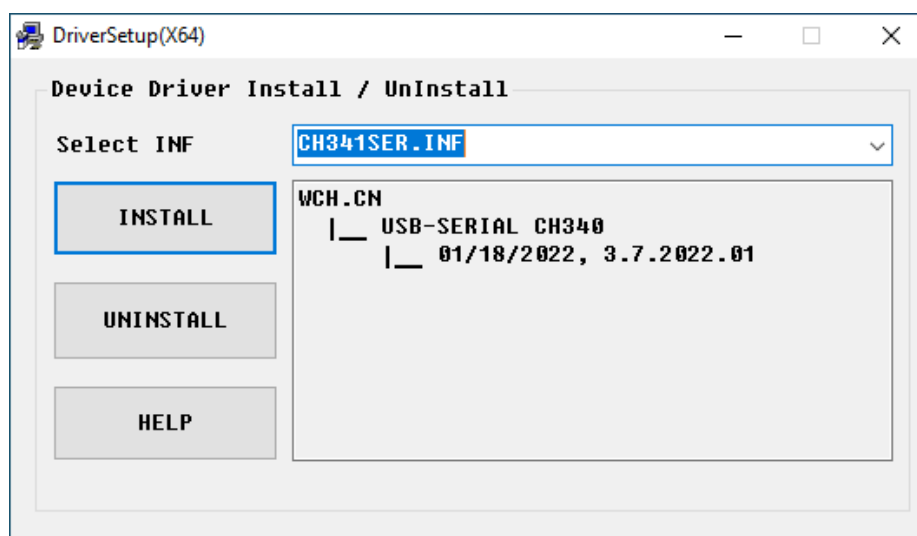 DriverSetup(X64)
Device Driver Install / UnInstall
Select INF
CH341SER.INF
INSTALL
WCH.CN
|__ USB-SERIAL CH340
|__ 01/18/2022, 3.7.2022.01
UNINSTALL
HELP